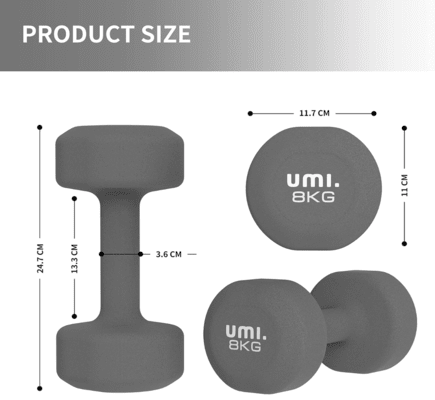 PRODUCT SIZE
11.7 CM
24.7 CM
13.3 CM
3.6 CM
11 CM
umi.
8KG
umi.
8KG